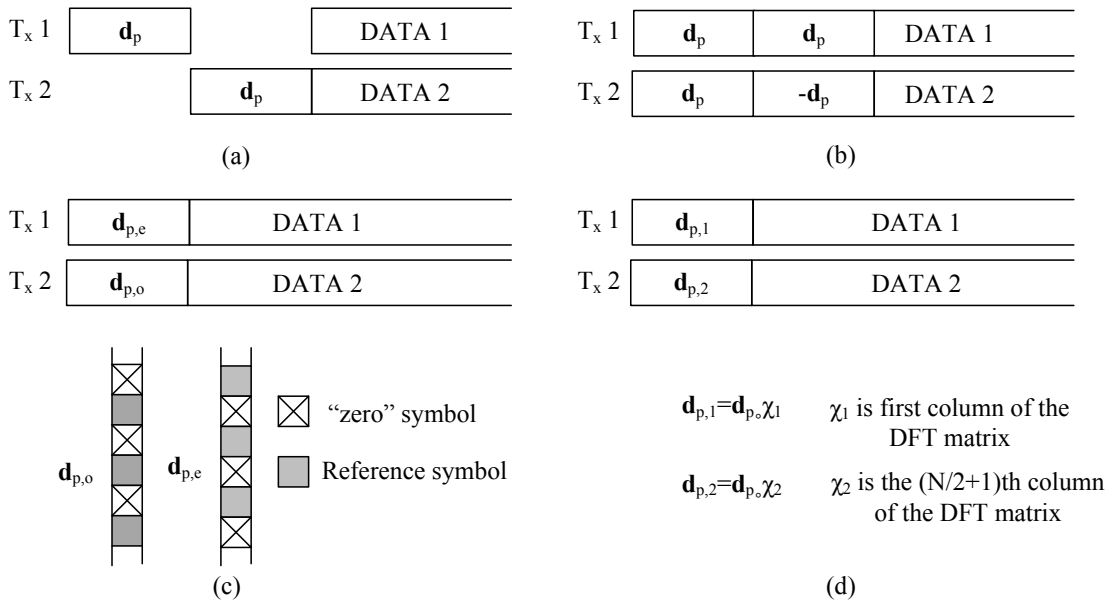 Tx 1 dp DATA 1
Tx 2 dp DATA 2
(a)
Tx 1 dp dp DATA 1
Tx 2 dp -dp DATA 2
(b)
Tx 1 dp,e DATA 1
Tx 2 dp,o DATA 2
dp,o
dp,e
“zero” symbol
Reference symbol
(c)
Tx 1 dp,1 DATA 1
Tx 2 dp,2 DATA 2
dp,1=dp∘χ1 χ1 is first column of the
DFT matrix
dp,2=dp∘χ2 χ2 is the (N/2+1)th column
of the DFT matrix
(d)